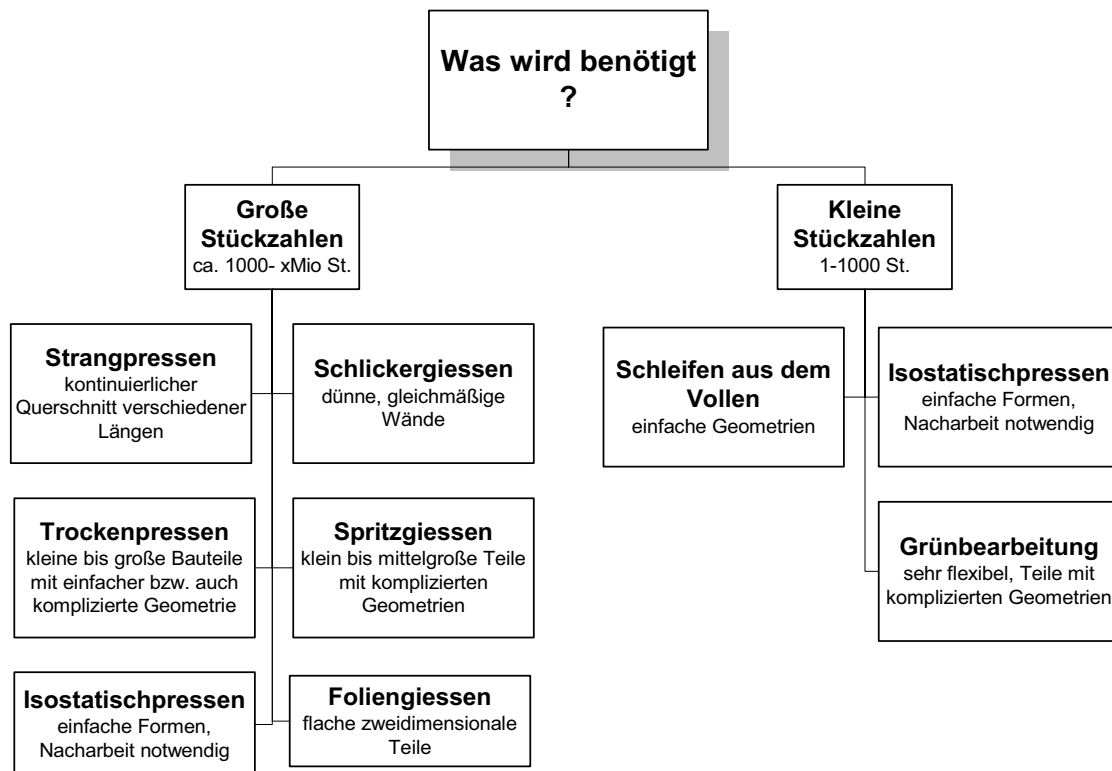 Was wird benötigt
?
Große
Stückzahlen
ca. 1000- xMio St.
Strangpressen
kontinuierlicher
Querschnitt verschiedener
Längen
Schlickergiessen
dünne, gleichmäßige
Wände
Trockenpressen
kleine bis große Bauteile
mit einfacher bzw. auch
komplizierte Geometrie
Spritzgiessen
klein bis mittelgroße Teile
mit komplizierten
Geometrien
Isostatischpressen
einfache Formen,
Nacharbeit notwendig
Foliengiessen
flache zweidimensionale
Teile
Kleine
Stückzahlen
1-1000 St.
Schleifen aus dem
Vollen
einfache Geometrien
Isostatischpressen
einfache Formen,
Nacharbeit notwendig
Grünbearbeitung
sehr flexibel, Teile mit
komplizierten Geometrien